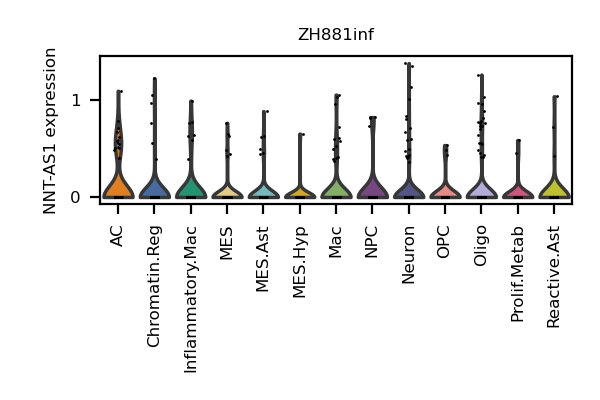 ZH881inf
NNT-AS1 expression
1
0
AC
Chromatin.Reg
Inflammatory.Mac
MES
MES.Ast
MES.Hyp
Mac
NPC
Neuron
OPC
Oligo
Prolif.Metab
Reactive.Ast